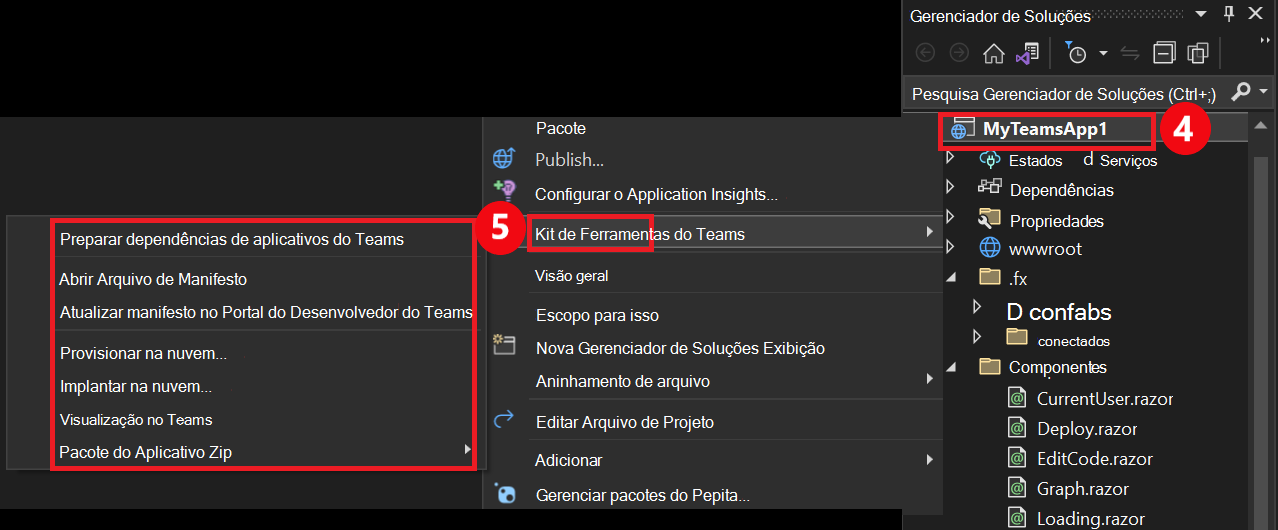 Gerenciador de Soluções
Pesquisa Gerenciador de Soluções (Ctrl+;)
MyTeamsApp1
4
Estados d Serviços
Dependências
Propriedades
wwwroot
.fx
D confabs
conectados
Componentes
CurrentUser.razor
Deploy.razor
EditCode.razor
Graph.razor
Loading.razor
Pacote
Publish...
Configurar o Application Insights...
5
Kit de Ferramentas do Teams
Visão geral
Escopo para isso
Nova Gerenciador de Soluções Exibição
Aninhamento de arquivo
Editar Arquivo de Projeto
Adicionar
Gerenciar pacotes do Pepita...
Preparar dependências de aplicativos do Teams
Abrir Arquivo de Manifesto
Atualizar manifesto no Portal do Desenvolvedor do Teams
Provisionar na nuvem...
Implantar na nuvem...
Visualização no Teams
Pacote do Aplicativo Zip